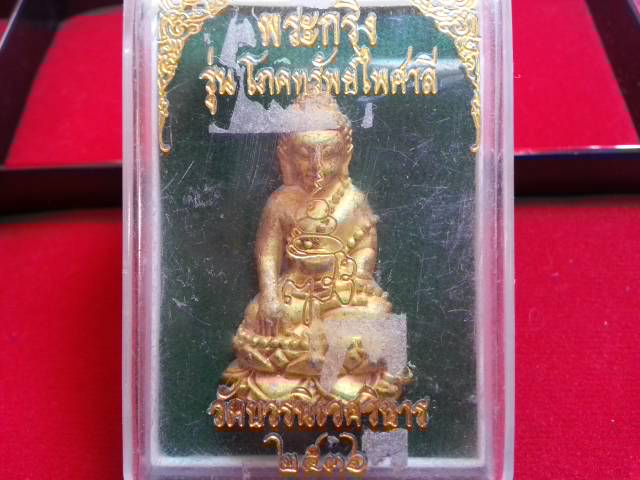 พระกริ่ง
รุ่น โภคทรัพย์ไพศาลี
วัดบวรนิเวศวิหาร
๒๕๓๖